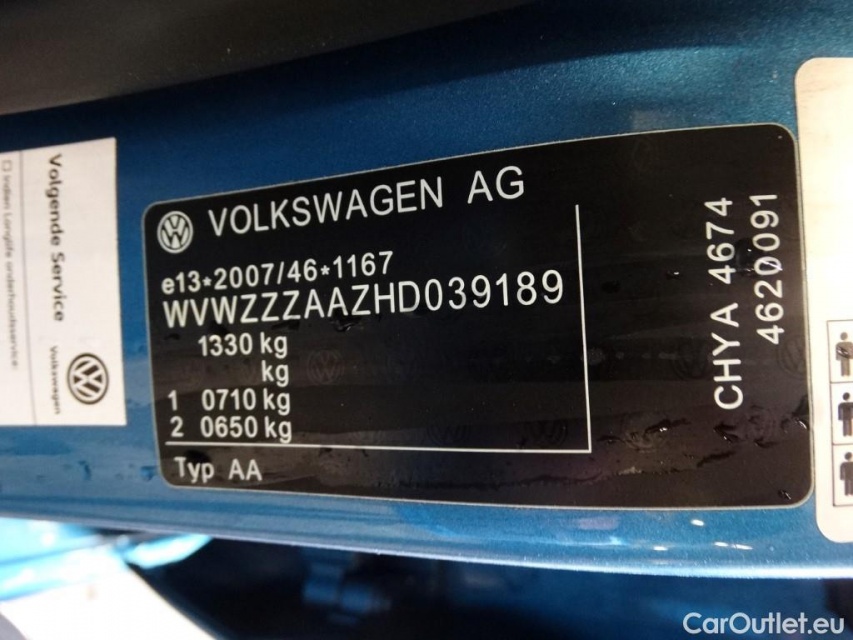 VOLKSWAGEN AG
e13*2007/46*1167
WVWZZZAAZHD039189
1330 kg
kg
1 0710 kg
2 0650 kg
Typ AA
CHYA 4674
4620091
Volgende Service
Volkswagen
CarOutlet.eu